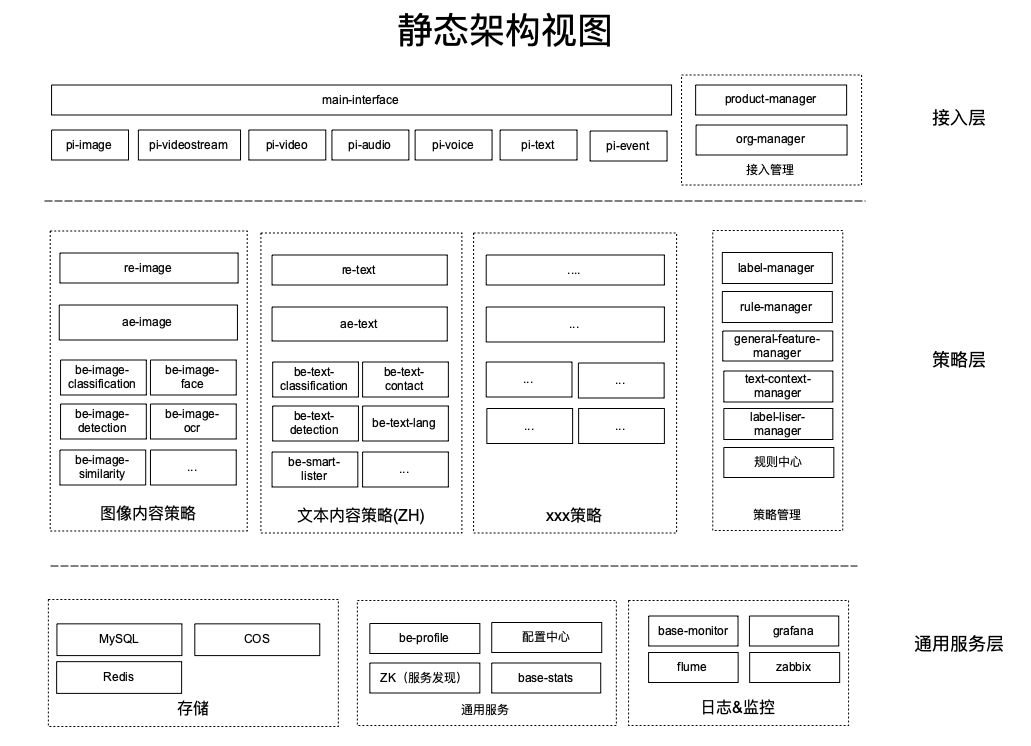 静态架构视图
main-interface
pi-image
pi-videostream
pi-video
pi-audio
pi-voice
pi-text
pi-event
product-manager
org-manager
接入管理
接入层
re-image
ae-image
be-image-
classification
be-image-
face
be-image-
detection
be-image-
ocr
be-image-
similarity
...
图像内容策略
re-text
ae-text
be-text-
classification
be-text-
contact
be-text-
detection
be-text-lang
be-smart-
lister
...
文本内容策略(ZH)
....
...
...
...
...
...
xxx策略
label-manager
rule-manager
general-feature-
manager
text-context-
manager
label-liser-
manager
规则中心
策略管理
策略层
MySQL
COS
Redis
存储
be-profile
配置中心
ZK（服务发现）
base-stats
通用服务
base-monitor
grafana
flume
zabbix
日志&监控
通用服务层